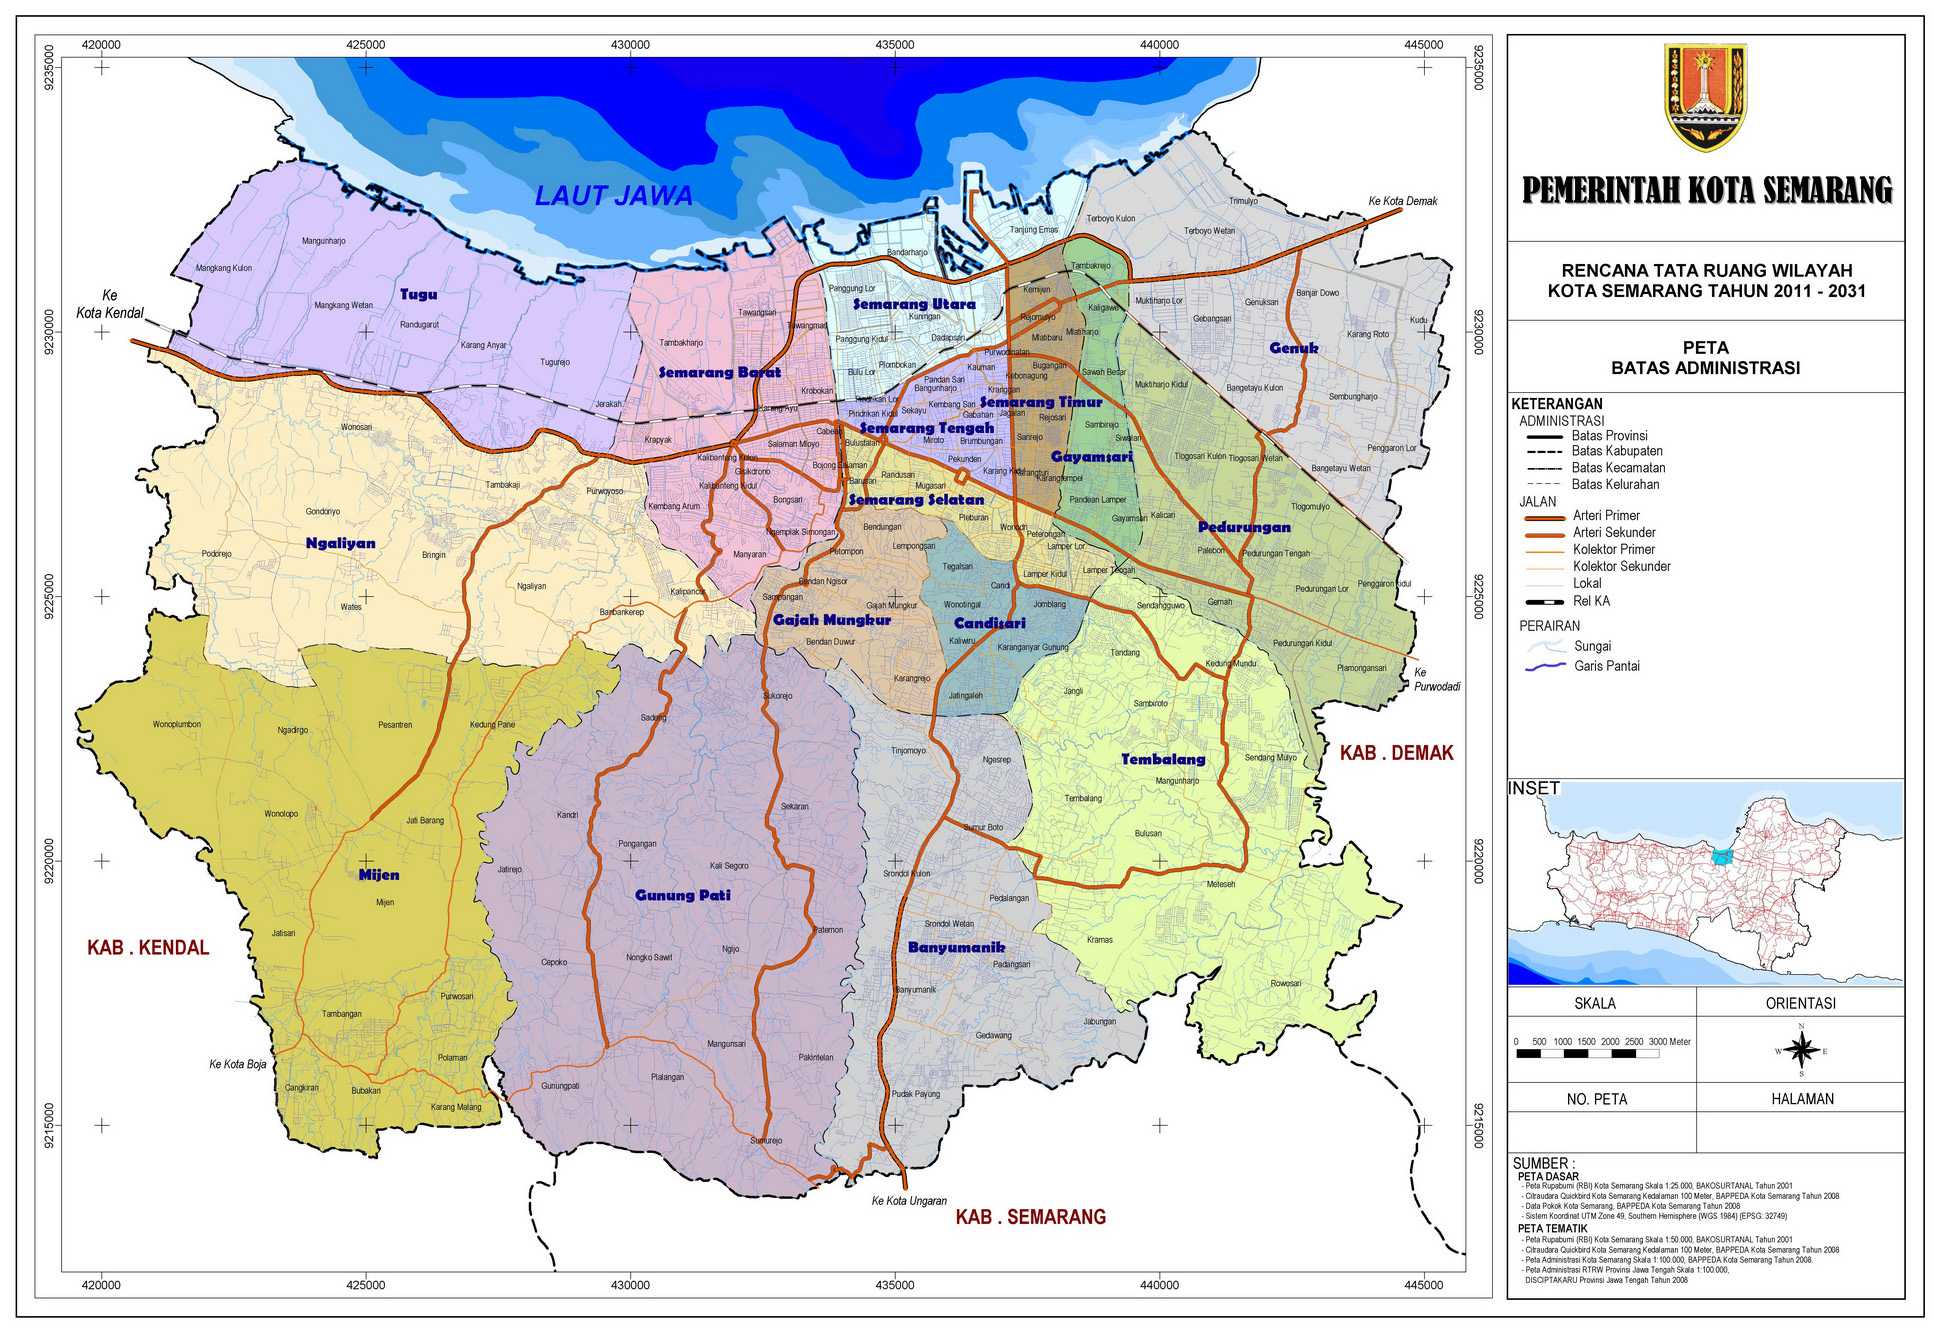 420000
425000
430000
435000
440000
445000
9235000
9235000
LAUT JAWA
Ke Kota Demak
Trimulyo
Terboyo Kulon
Terboyo Wetan
Tanjung Emas
Bandarharjo
Mangunharjo
Mangkang Kulon
Tambakrejo
Ke
Kota Kendal
Tugu
Mangkang Wetan
Randugarut
Karang Anyar
Tugurejo
Jerakah
Panggung Lor
Semarang Utara
Kuningan
Dadapsari
Panggung Kidul
Plombokan
Bulu Lor
Kemijen
Rejomulyo
Mlatibaru
Mlatiharjo
Purwodinatan
Kaligawe
Muktiharjo Lor
Gebangsari
Genuksari
Banjar Dowo
Karang Roto
Kudu
Genuk
Bangetayu Kulon
Sembungharjo
Penggaron Lor
Bangetayu Wetan
9230000
9230000
Tawangsari
Tawangmas
Tambakharjo
Semarang Barat
Krobokan
Karang Ayu
Cabean
Krapyak
Salaman Mloyo
Kalibanteng Kulon
Gisikdrono
Bojong Salaman
Kalibanteng Kidul
Bongsari
Kembang Arum
Ngemplak Simongan
Manyaran
Kauman
Pandan Sari
Bangunharjo
Kranggan
Kebonagung
Bugangan
Sawah Besar
Muktiharjo Kidul
Pindrikan Lor
Pindrikan Kidul
Sekayu
Kembang Sari
Gabahan
Jagalan
Semarang Timur
Rejosari
Sarirejo
Sambirejo
Siwalan
Semarang Tengah
Bulustalan
Miroto
Brumbungan
Pekunden
Karang Kidul
Karangturi
Karangtempel
Gayamsari
Pandean Lamper
Gayamsari
Kalicari
Tlogosari Kulon
Tlogosari Wetan
Tlogomulyo
Barusari
Randusari
Mugasari
Semarang Selatan
Pleburan
Wonodri
Peterongan
Lamper Lor
Lamper Kidul
Lamper Tengah
Pedurungan
Palebon
Pedurungan Tengah
Pedurungan Lor
Penggaron Kidul
Gemah
Pedurungan Kidul
Plamongansari
Ke
Purwodadi
Wonosari
Tambakaji
Purwoyoso
Gondoriyo
Ngaliyan
Podorejo
Bringin
Ngaliyan
Wates
Bambankerep
Kalipancur
9225000
9225000
Bendungan
Lempongsari
Petompon
Bendan Ngisor
Sampangan
Gajah Mungkur
Gajah Mungkur
Bendan Duwur
Karangrejo
Tegalsari
Candi
Wonotingal
Jomblang
Candisari
Kaliwiru
Karanganyar Gunung
Jatingaleh
Sendangguwo
Tandang
Kedung Mundu
Jangli
Sambiroto
Tembalang
Mangunharjo
Sendang Mulyo
Tembalang
Bulusan
Meteseh
Kramas
Rowosari
KAB . DEMAK
Wonoplumbon
Ngadirgo
Pesantren
Kedung Pane
Wonolopo
Jati Barang
Mijen
Mijen
Jatisari
KAB . KENDAL
Purwosari
Tambangan
Polaman
Ke Kota Boja
Cangkiran
Bubakan
Karang Malang
9220000
9220000
Sukorejo
Sadeng
Sekaran
Kandri
Pongangan
Kali Segoro
Jatirejo
Gunung Pati
Patemon
Ngijo
Nongko Sawit
Cepoko
Mangunsari
Pakintelan
Plalangan
Gunungpati
Sumurejo
Tinjomoyo
Ngesrep
Sumur Boto
Srondol Kulon
Pedalangan
Srondol Wetan
Banyumanik
Padangsari
Banyumanik
Jabungan
Gedawang
Pudak Payung
Ke Kota Ungaran
KAB . SEMARANG
9215000
9215000
420000
425000
430000
435000
440000
445000
PEMERINTAH KOTA SEMARANG
RENCANA TATA RUANG WILAYAH
KOTA SEMARANG TAHUN 2011 - 2031
PETA
BATAS ADMINISTRASI
KETERANGAN
ADMINISTRASI
Batas Provinsi
Batas Kabupaten
Batas Kecamatan
Batas Kelurahan
JALAN
Arteri Primer
Arteri Sekunder
Kolektor Primer
Kolektor Sekunder
Lokal
Rel KA
PERAIRAN
Sungai
Garis Pantai
INSET
SKALA
ORIENTASI
0 500 1000 1500 2000 2500 3000 Meter
N
W E
S
NO. PETA
HALAMAN
SUMBER :
PETA DASAR
- Peta Rupabumi (RBI) Kota Semarang Skala 1:25.000, BAKOSURTANAL Tahun 2001
- Citraudara Quickbird Kota Semarang Kedalaman 100 Meter, BAPPEDA Kota Semarang Tahun 2008
- Data Pokok Kota Semarang, BAPPEDA Kota Semarang Tahun 2008
- Sistem Koordinat UTM Zone 49, Southern Hemisphere (WGS 1984) (EPSG: 32749)
PETA TEMATIK
- Peta Rupabumi (RBI) Kota Semarang Skala 1:50.000, BAKOSURTANAL Tahun 2001
- Citraudara Quickbird Kota Semarang Kedalaman 100 Meter, BAPPEDA Kota Semarang Tahun 2008
- Peta Administrasi Kota Semarang Skala 1:100.000, BAPPEDA Kota Semarang Tahun 2008.
- Peta Administrasi RTRW Provinsi Jawa Tengah Skala 1:100.000,
DISCIPTAKARU Provinsi Jawa Tengah Tahun 2008